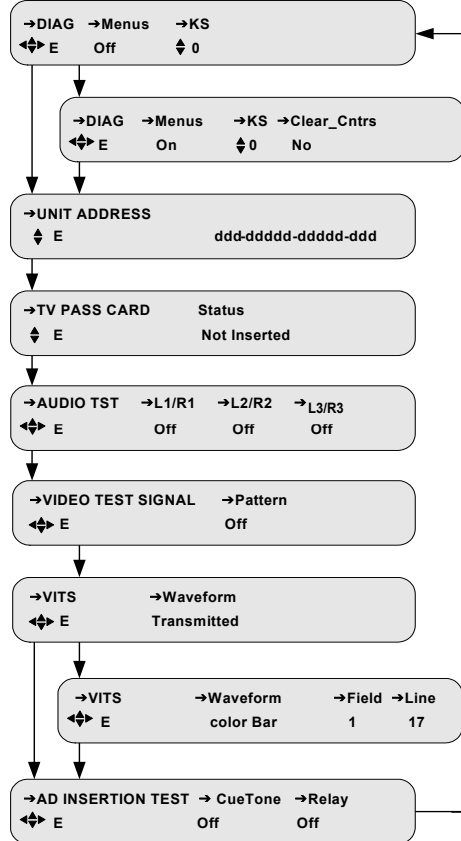 ➔DIAG ➔Menus ➔KS
E Off 0
➔DIAG ➔Menus ➔KS ➔Clear_Cntrs
E On 0 No
➔UNIT ADDRESS
E ddd-ddddd-ddddd-ddd
➔TV PASS CARD Status
E Not Inserted
➔AUDIO TST ➔L1/R1 ➔L2/R2 ➔L3/R3
E Off Off Off
➔VIDEO TEST SIGNAL ➔Pattern
E Off
➔VITS ➔Waveform
E Transmitted
➔VITS ➔Waveform ➔Field ➔Line
E color Bar 1 17
➔AD INSERTION TEST ➔ CueTone ➔Relay
E Off Off